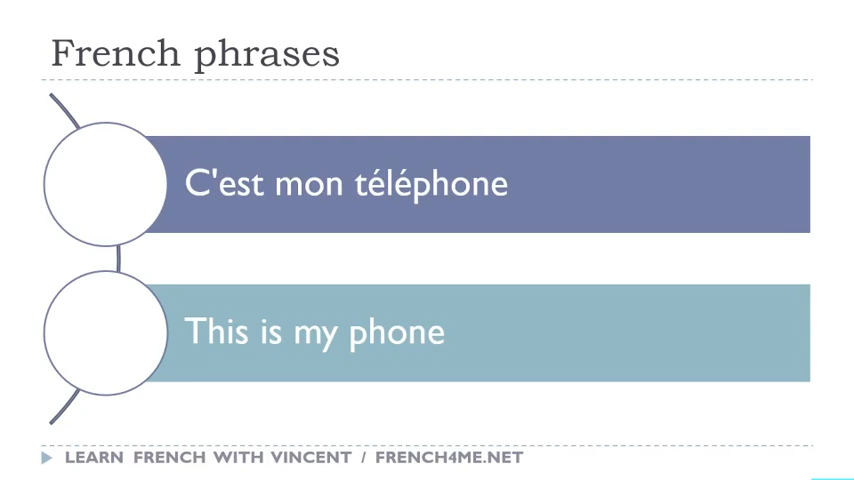 French phrases
C'est mon téléphone
This is my phone
LEARN FRENCH WITH VINCENT / FRENCH4ME.NET